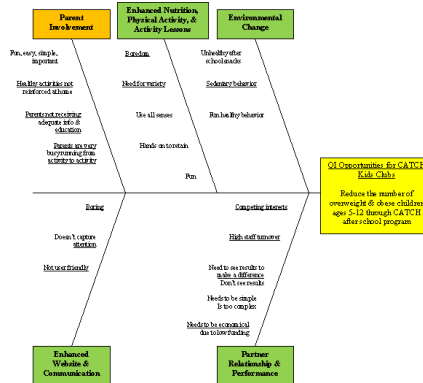 Parent
Involvement
Enhanced Nutrition,
Physical Activity, &
Activity Lessons
Environmental
Change
Fun, easy, simple,
important
Healthy activities not
reinforced at home
Parents not receiving
adequate info &
education
Parents are very
busy running from
activity to activity
Boredom
Need for variety
Use all senses
Hands on to retain
Fun
Unhealthy after
school snacks
Sedentary behavior
Fun healthy behavior
QI Opportunities for CATCH
Kids Clubs
Reduce the number of
overweight & obese children
ages 5-12 through CATCH
after school program
Boring
Doesn't capture
attention
Not user friendly
Competing interests
High staff turnover
Need to see results to
make a difference
Don't see results
Needs to be simple
Is too complex
Needs to be economical
due to low funding
Enhanced
Website &
Communication
Partner
Relationship &
Performance